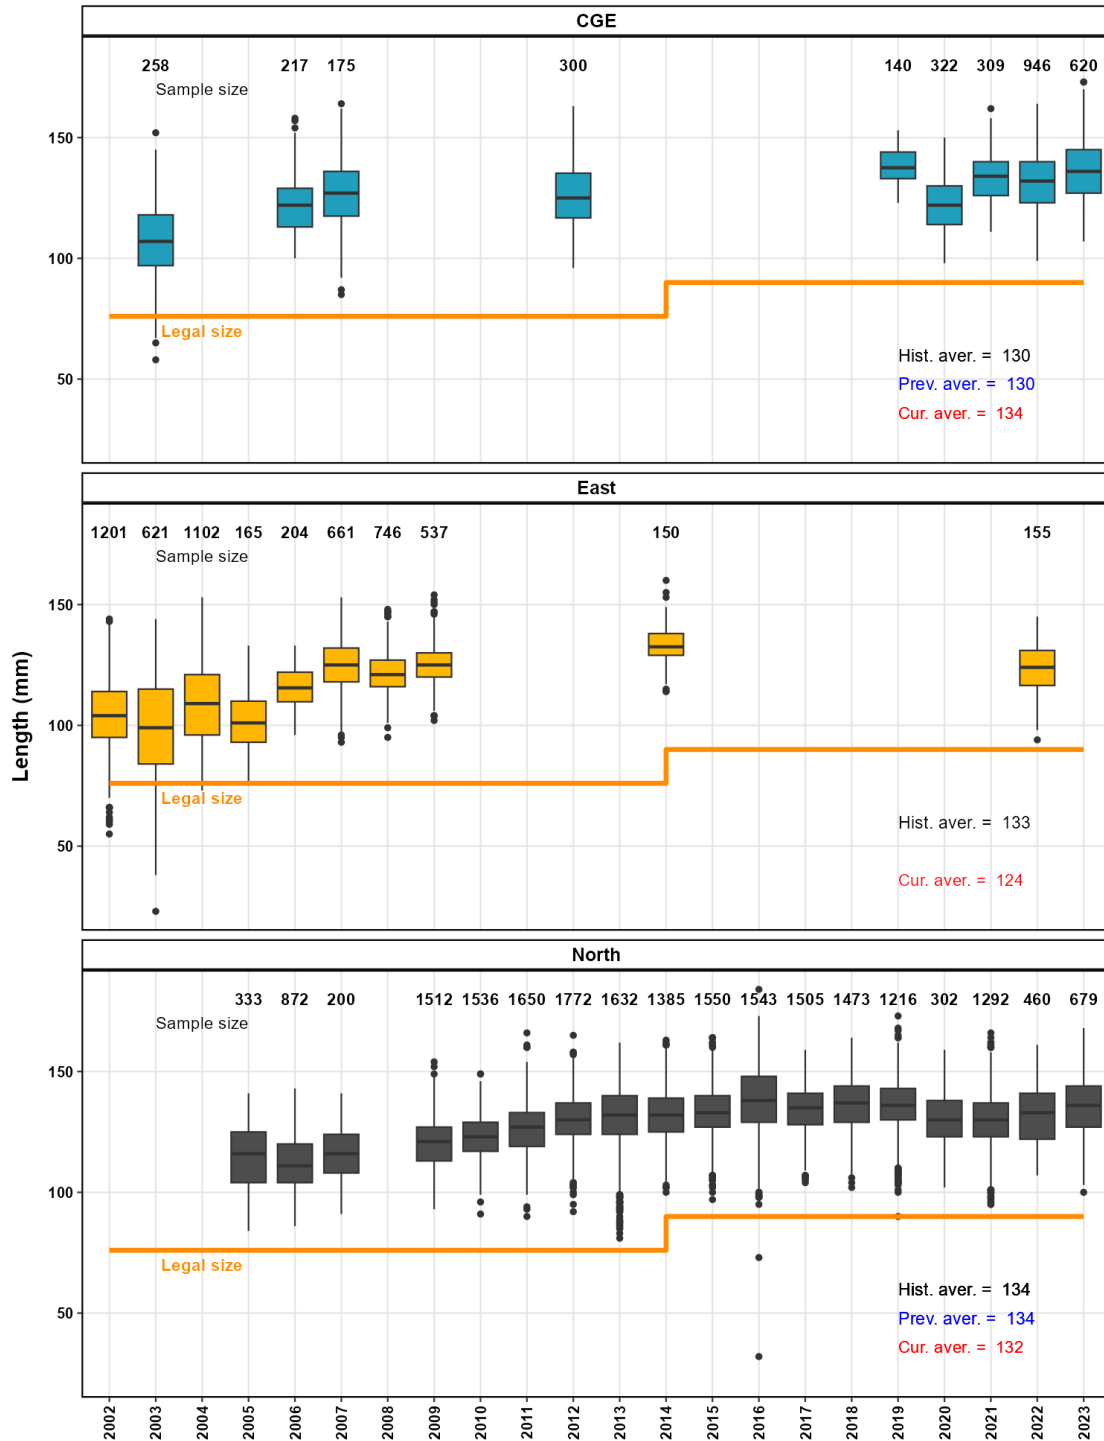 CGE
258 217 175 300 140 322 309 946 620
Sample size
150
100
Legal size
50
Hist. aver. = 130
Prev. aver. = 130
Cur. aver. = 134
East
1201 621 1102 165 204 661 746 537 150 155
Sample size
150
100
Legal size
50
Hist. aver. = 133
Cur. aver. = 124
Length (mm)
North
333 872 200 1512 1536 1650 1772 1632 1385 1550 1543 1505 1473 1216 302 1292 460 679
Sample size
150
100
Legal size
50
Hist. aver. = 134
Prev. aver. = 134
Cur. aver. = 132
2002 2003 2004 2005 2006 2007 2008 2009 2010 2011 2012 2013 2014 2015 2016 2017 2018 2019 2020 2021 2022 2023